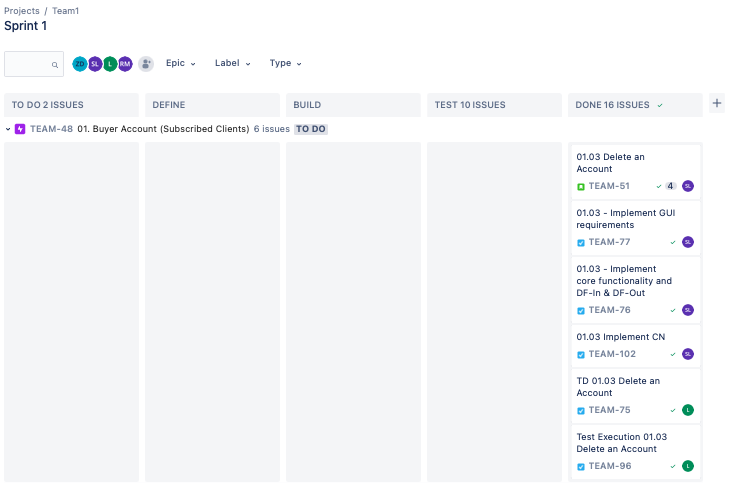 Projects / Team1
Sprint 1
ZD SL L RM Epic Label Type
TO DO 2 ISSUES DEFINE BUILD TEST 10 ISSUES DONE 16 ISSUES
TEAM-48 01. Buyer Account (Subscribed Clients) 6 issues TO DO
01.03 Delete an
Account
TEAM-51 4 SL
01.03 - Implement GUI
requirements
TEAM-77 SL
01.03 - Implement
core functionality and
DF-In & DF-Out
TEAM-76 SL
01.03 Implement CN
TEAM-102 SL
TD 01.03 Delete an
Account
TEAM-75 L
Test Execution 01.03
Delete an Account
TEAM-96 L